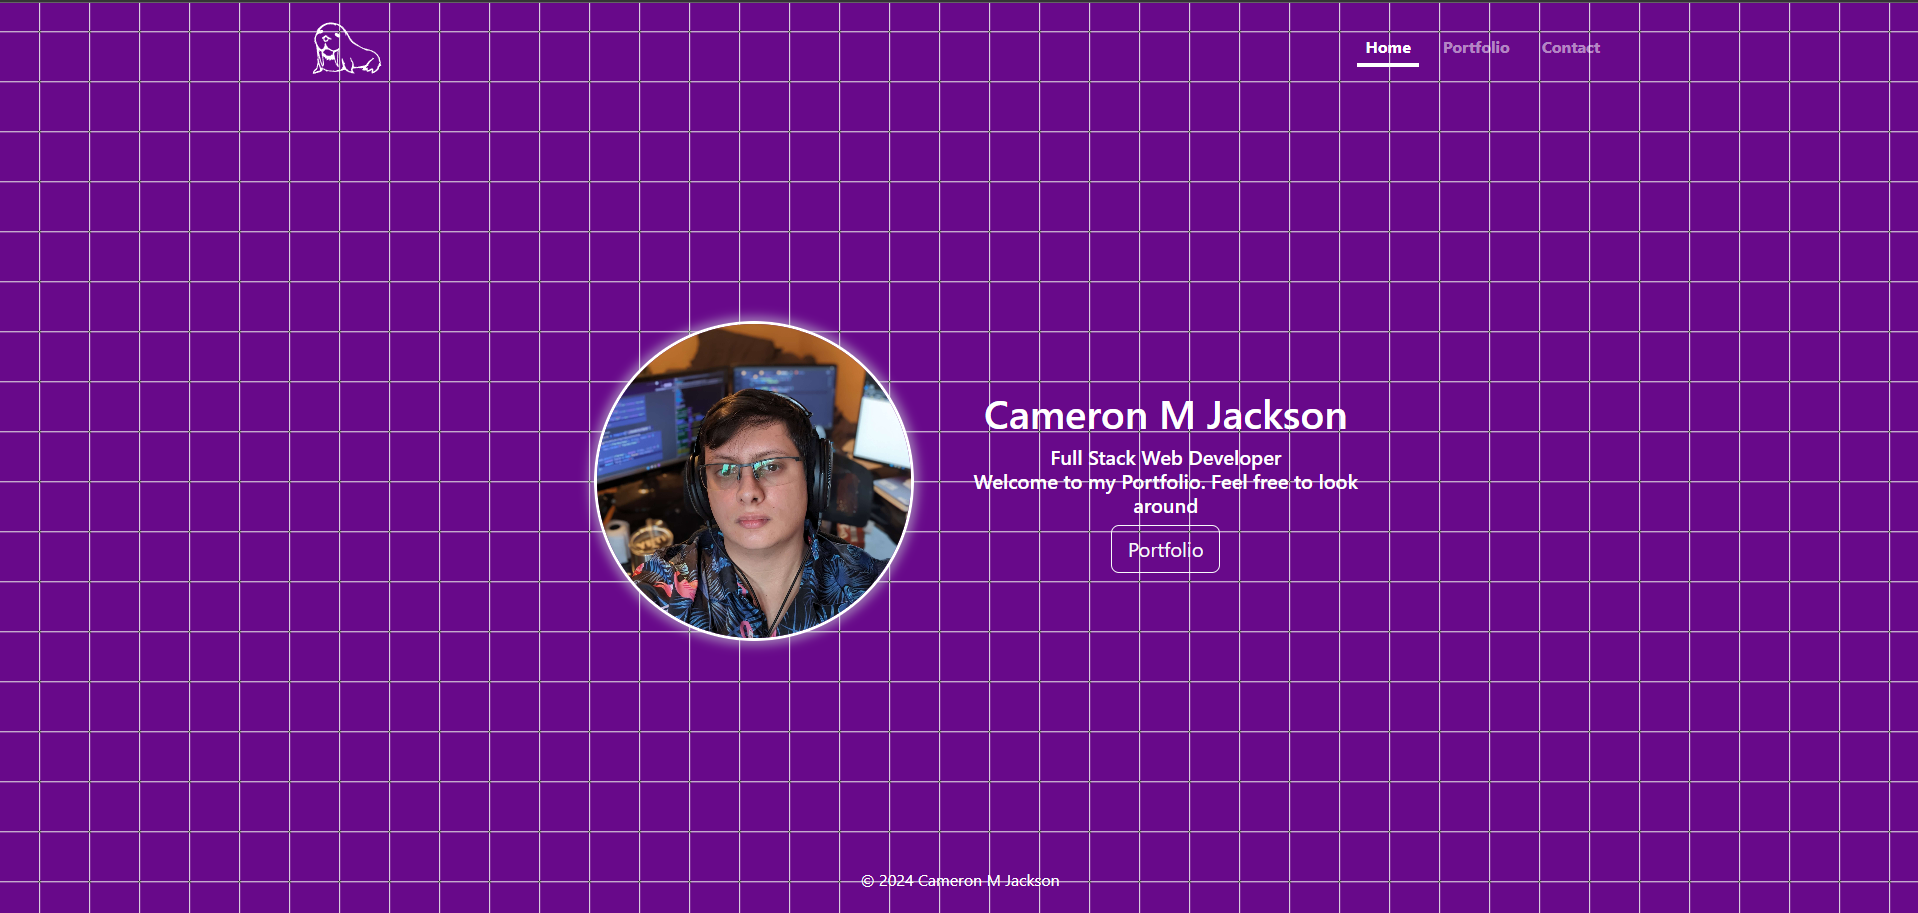 Home Portfolio Contact
Cameron M Jackson
Full Stack Web Developer
Welcome to my Portfolio. Feel free to look
around
Portfolio
© 2024 Cameron M Jackson